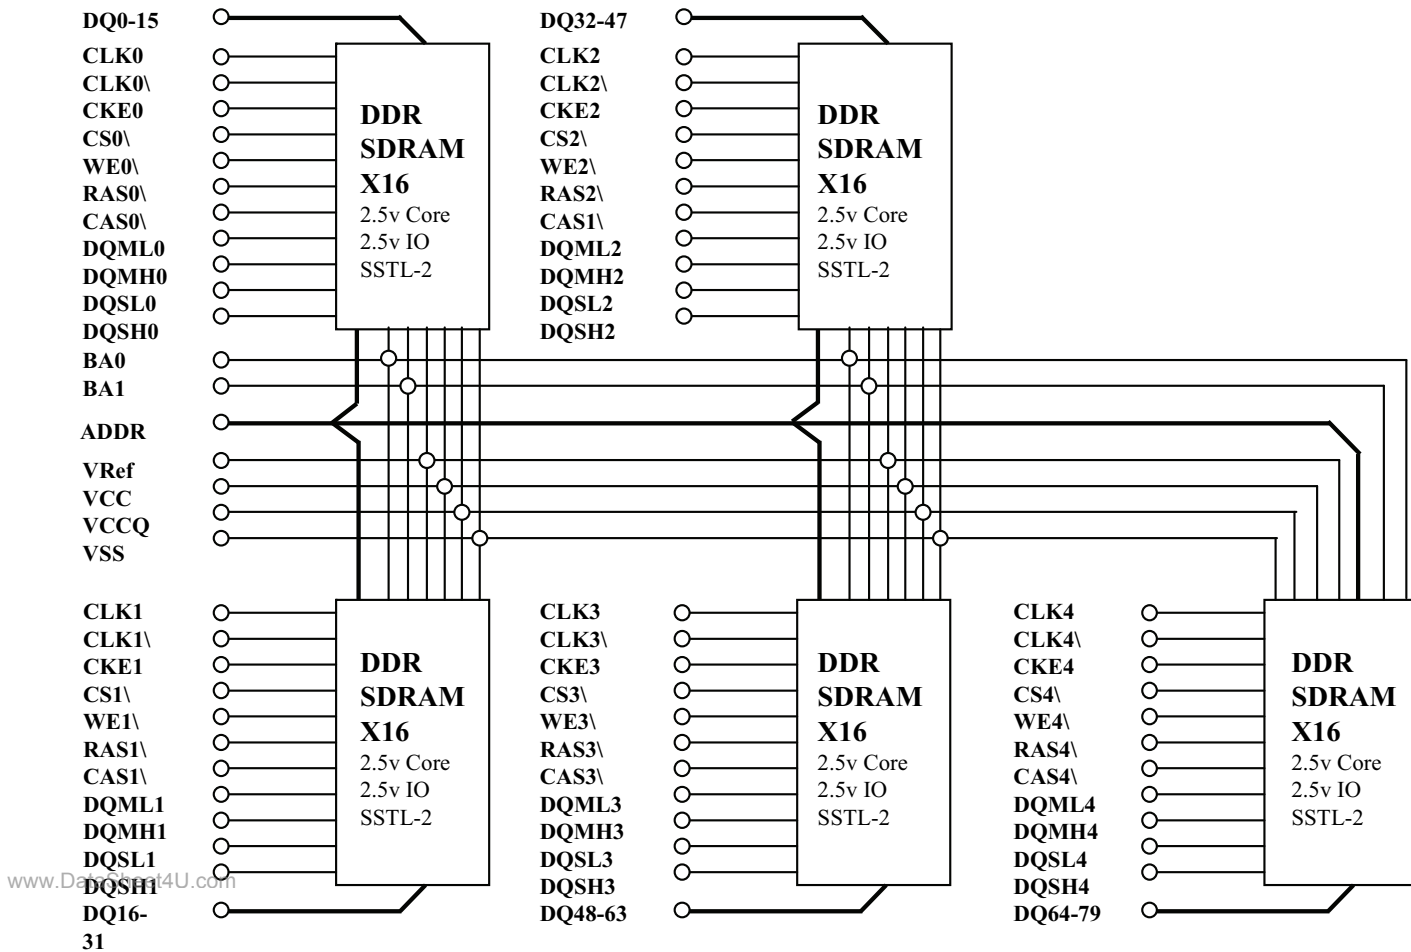 DQ0-15
CLK0
CLK0\
CKE0
CS0\
WE0\
RAS0\
CAS0\
DQML0
DQMH0
DQSL0
DQSH0
DDR
SDRAM
X16
2.5v Core
2.5v IO
SSTL-2
DQ32-47
CLK2
CLK2\
CKE2
CS2\
WE2\
RAS2\
CAS1\
DQML2
DQMH2
DQSL2
DQSH2
DDR
SDRAM
X16
2.5v Core
2.5v IO
SSTL-2
BA0
BA1
ADDR
VRef
VCC
VCCQ
VSS
CLK1
CLK1\
CKE1
CS1\
WE1\
RAS1\
CAS1\
DQML1
DQMH1
DQSL1
DQSH1
DQ16-
31
DDR
SDRAM
X16
2.5v Core
2.5v IO
SSTL-2
CLK3
CLK3\
CKE3
CS3\
WE3\
RAS3\
CAS3\
DQML3
DQMH3
DQSL3
DQSH3
DQ48-63
DDR
SDRAM
X16
2.5v Core
2.5v IO
SSTL-2
CLK4
CLK4\
CKE4
CS4\
WE4\
RAS4\
CAS4\
DQML4
DQMH4
DQSL4
DQSH4
DQ64-79
DDR
SDRAM
X16
2.5v Core
2.5v IO
SSTL-2
www.DataSheet4U.com